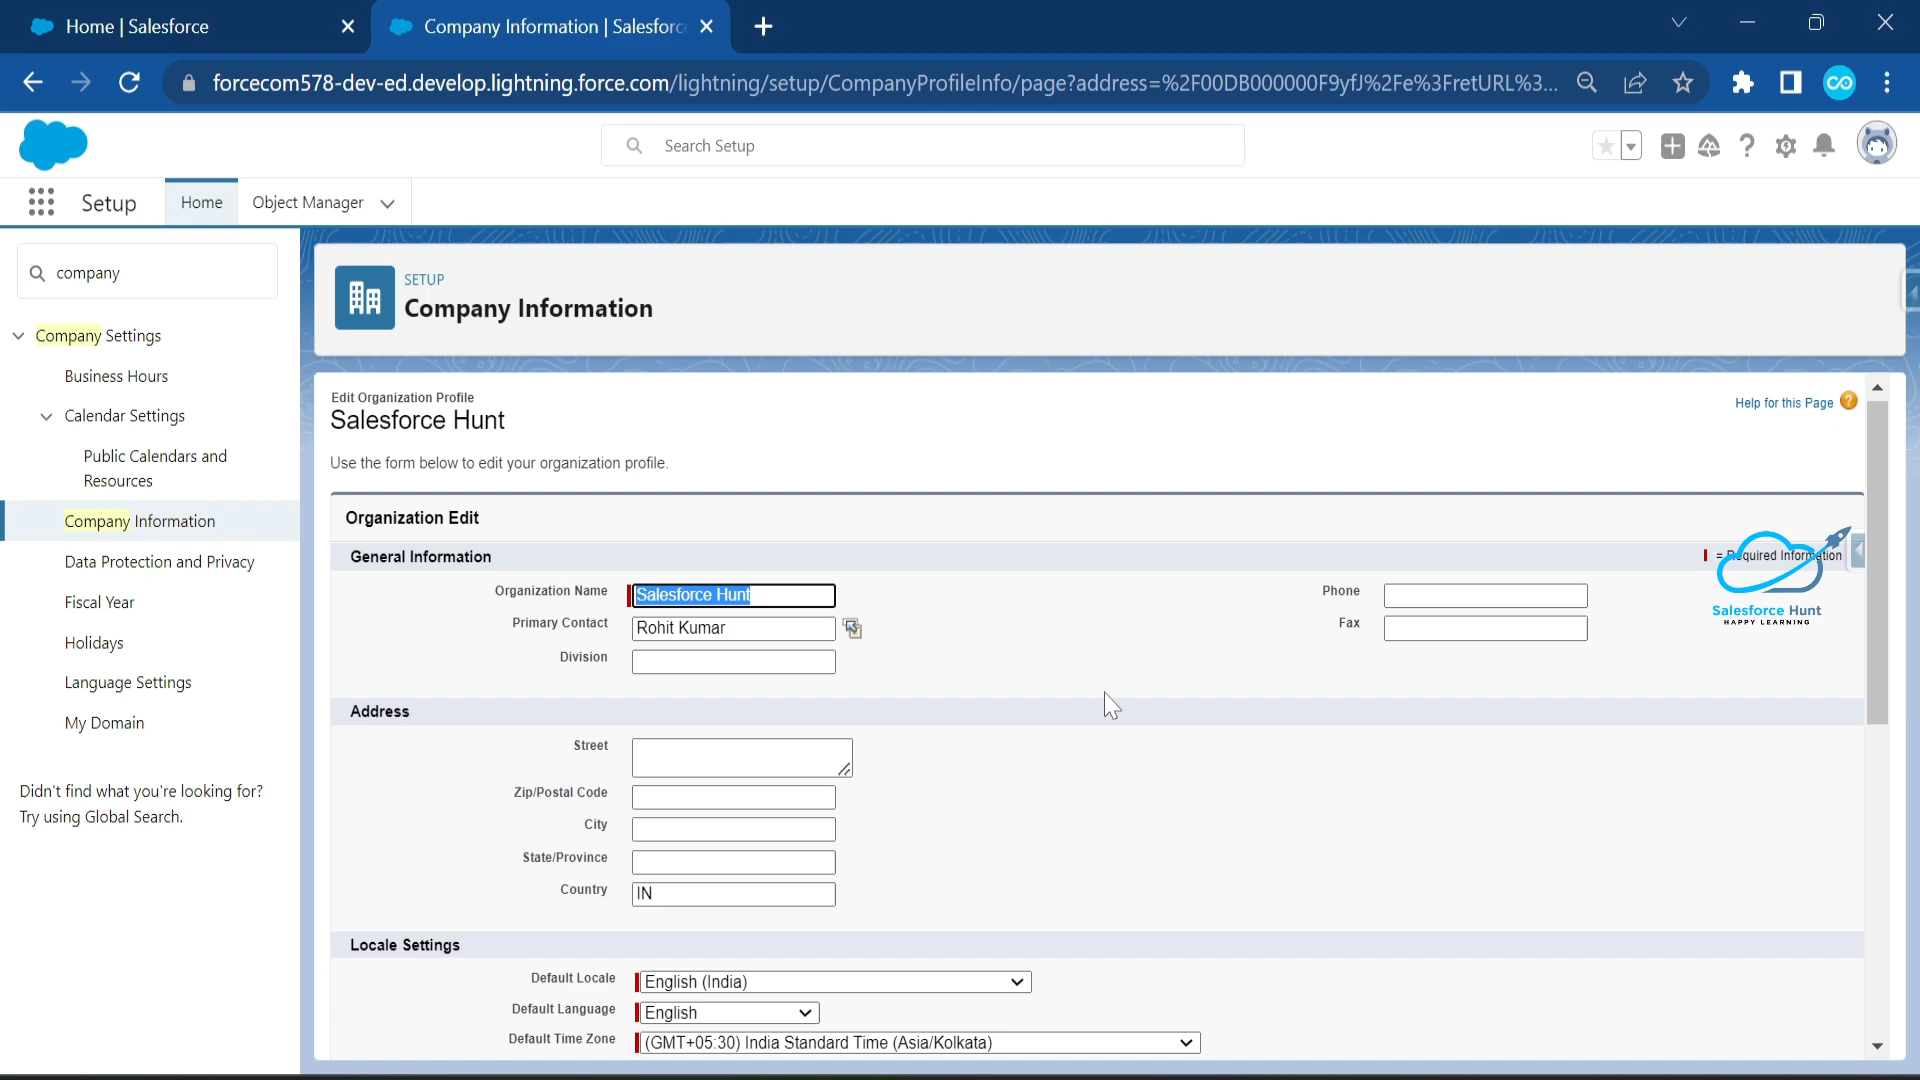 Home | Salesforce
Company Information | Salesforc
forcecom578-dev-ed.develop.lightning.force.com/lightning/setup/CompanyProfileInfo/page?address=%2F00DB000000F9yfJ%2Fe%3FretURL%3...
Search Setup
Setup
Home
Object Manager
company
Company Settings
Business Hours
Calendar Settings
Public Calendars and
Resources
Company Information
Data Protection and Privacy
Fiscal Year
Holidays
Language Settings
My Domain
Didn't find what you're looking for?
Try using Global Search.
SETUP
Company Information
Edit Organization Profile
Salesforce Hunt
Help for this Page
Use the form below to edit your organization profile.
Organization Edit
General Information
= Required Information
Organization Name Salesforce Hunt
Phone
Primary Contact Rohit Kumar
Fax
Division
Salesforce Hunt
HAPPY LEARNING
Address
Street
Zip/Postal Code
City
State/Province
Country IN
Locale Settings
Default Locale English (India)
Default Language English
Default Time Zone (GMT+05:30) India Standard Time (Asia/Kolkata)